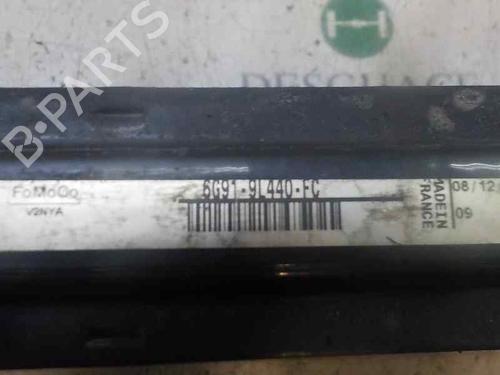 B-PARTS
DESGUACE
FoMoCo
V2NYA
6G91-9L440-FC
MADE IN
FRANCE
08/12
09